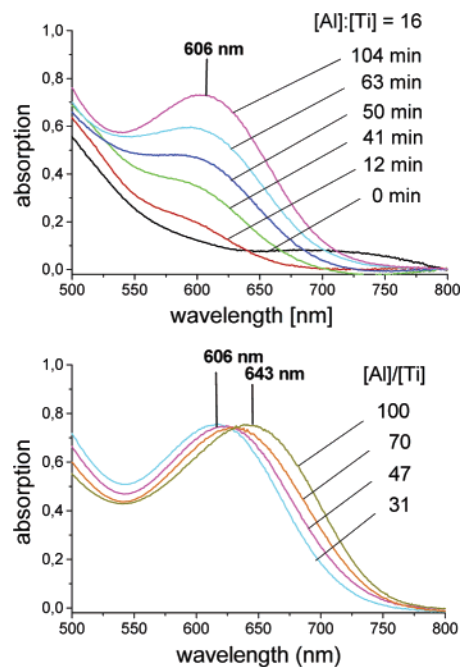 [Al]:[Ti] = 16
606 nm
104 min
63 min
50 min
41 min
12 min
0 min
absorption
1,0
0,8
0,6
0,4
0,2
0,0
500 550 600 650 700 750 800
wavelength [nm]
606 nm
643 nm
[Al]/[Ti]
100
70
47
31
absorption
1,0
0,8
0,6
0,4
0,2
0,0
500 550 600 650 700 750 800
wavelength (nm)